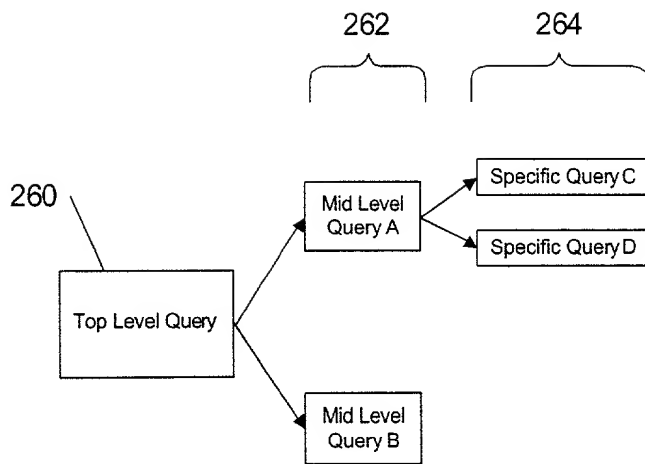 262
264
260
Mid Level
Query A
Specific Query C
Specific Query D
Top Level Query
Mid Level
Query B